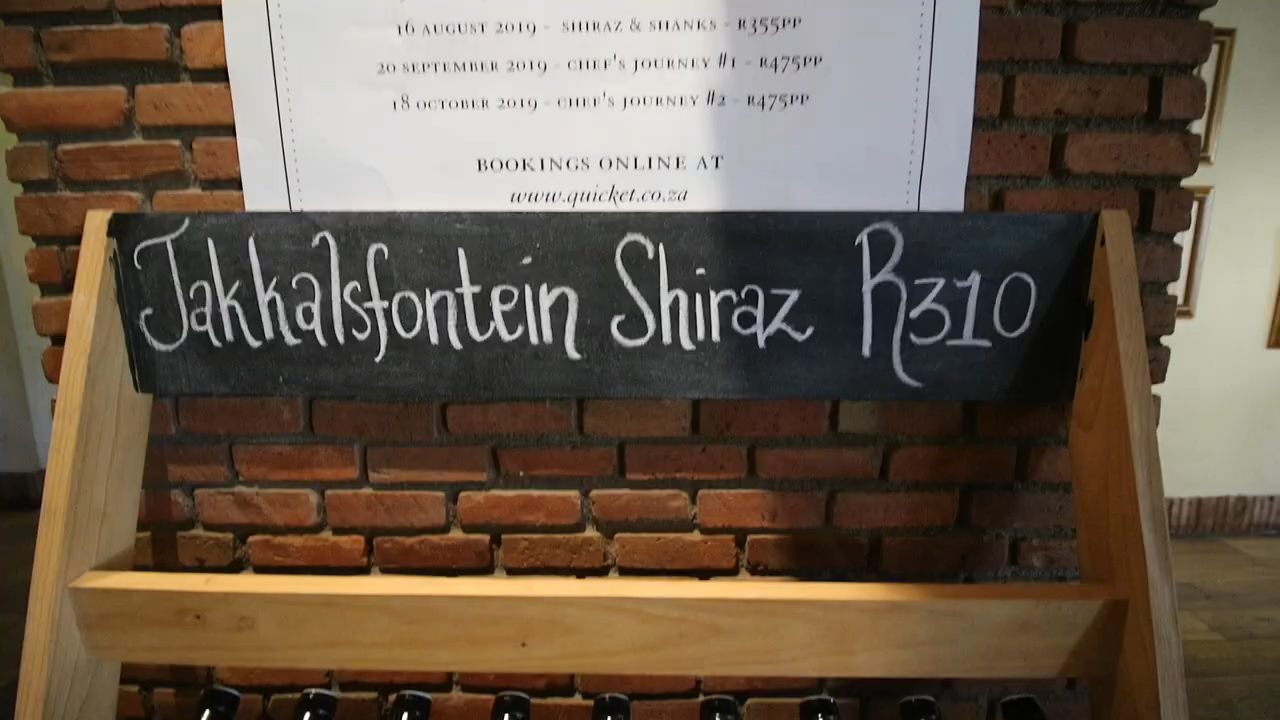 16 AUGUST 2019 - SHIRAZ & SHANKS - R355PP
20 SEPTEMBER 2019 - CHEF'S JOURNEY #1 - R475PP
18 OCTOBER 2019 - CHEF'S JOURNEY #2 - R475PP
BOOKINGS ONLINE AT
www.quicket.co.za
Jakkalsfontein Shiraz R310